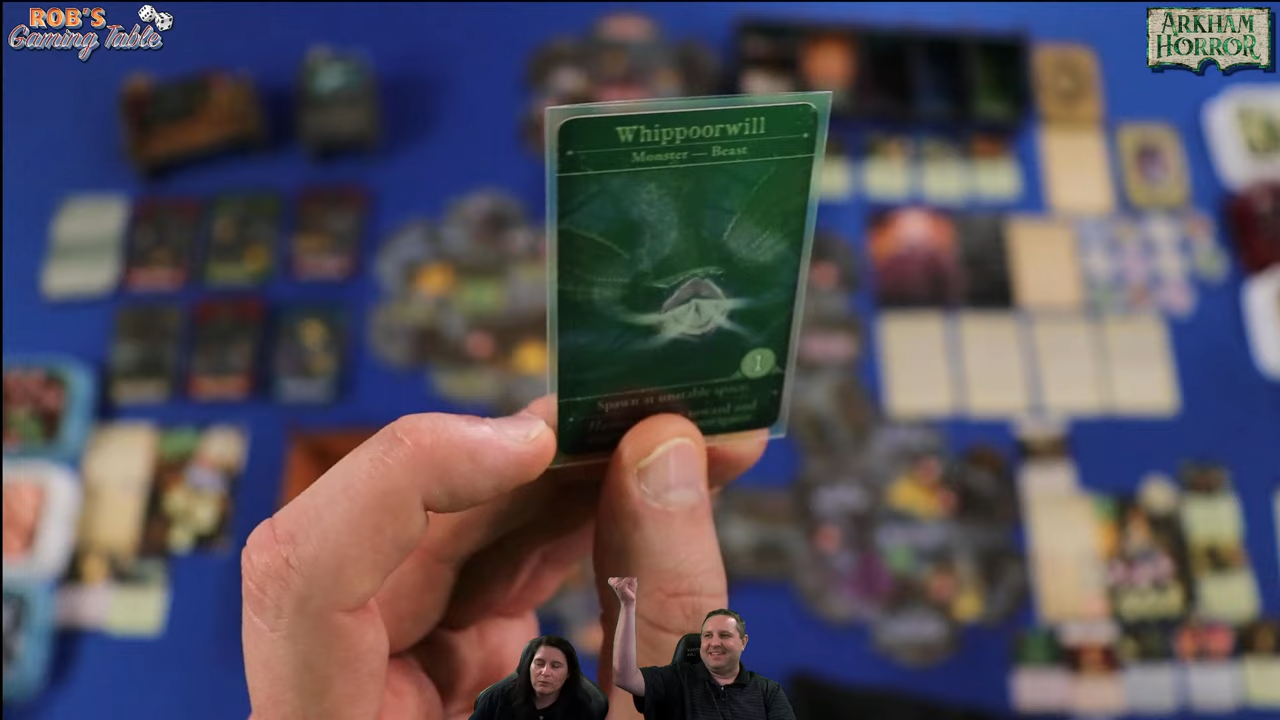 ROB'S
Gaming Table
ARKHAM
HORROR
Whippoorwill
Monster — Beast
1
Spawn at unstable space.